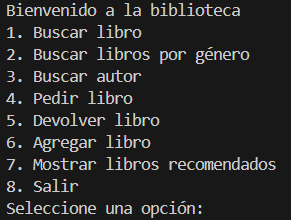 Bienvenido a la biblioteca
1. Buscar libro
2. Buscar libros por género
3. Buscar autor
4. Pedir libro
5. Devolver libro
6. Agregar libro
7. Mostrar libros recomendados
8. Salir
Seleccione una opción: